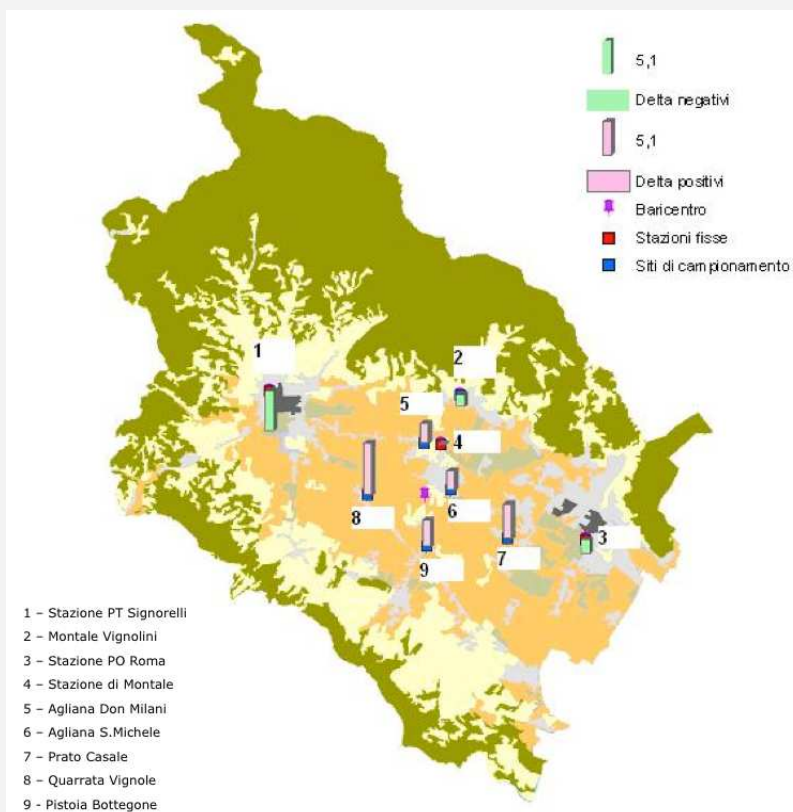 5,1
Delta negativi
5,1
Delta positivi
Baricentro
Stazioni fisse
Siti di campionamento
1
2
5
4
8
6
9
7
3
1 – Stazione PT Signorelli
2 – Montale Vignolini
3 – Stazione PO Roma
4 – Stazione di Montale
5 – Agliana Don Milani
6 – Agliana S.Michele
7 – Prato Casale
8 – Quarrata Vignole
9 - Pistoia Bottegone